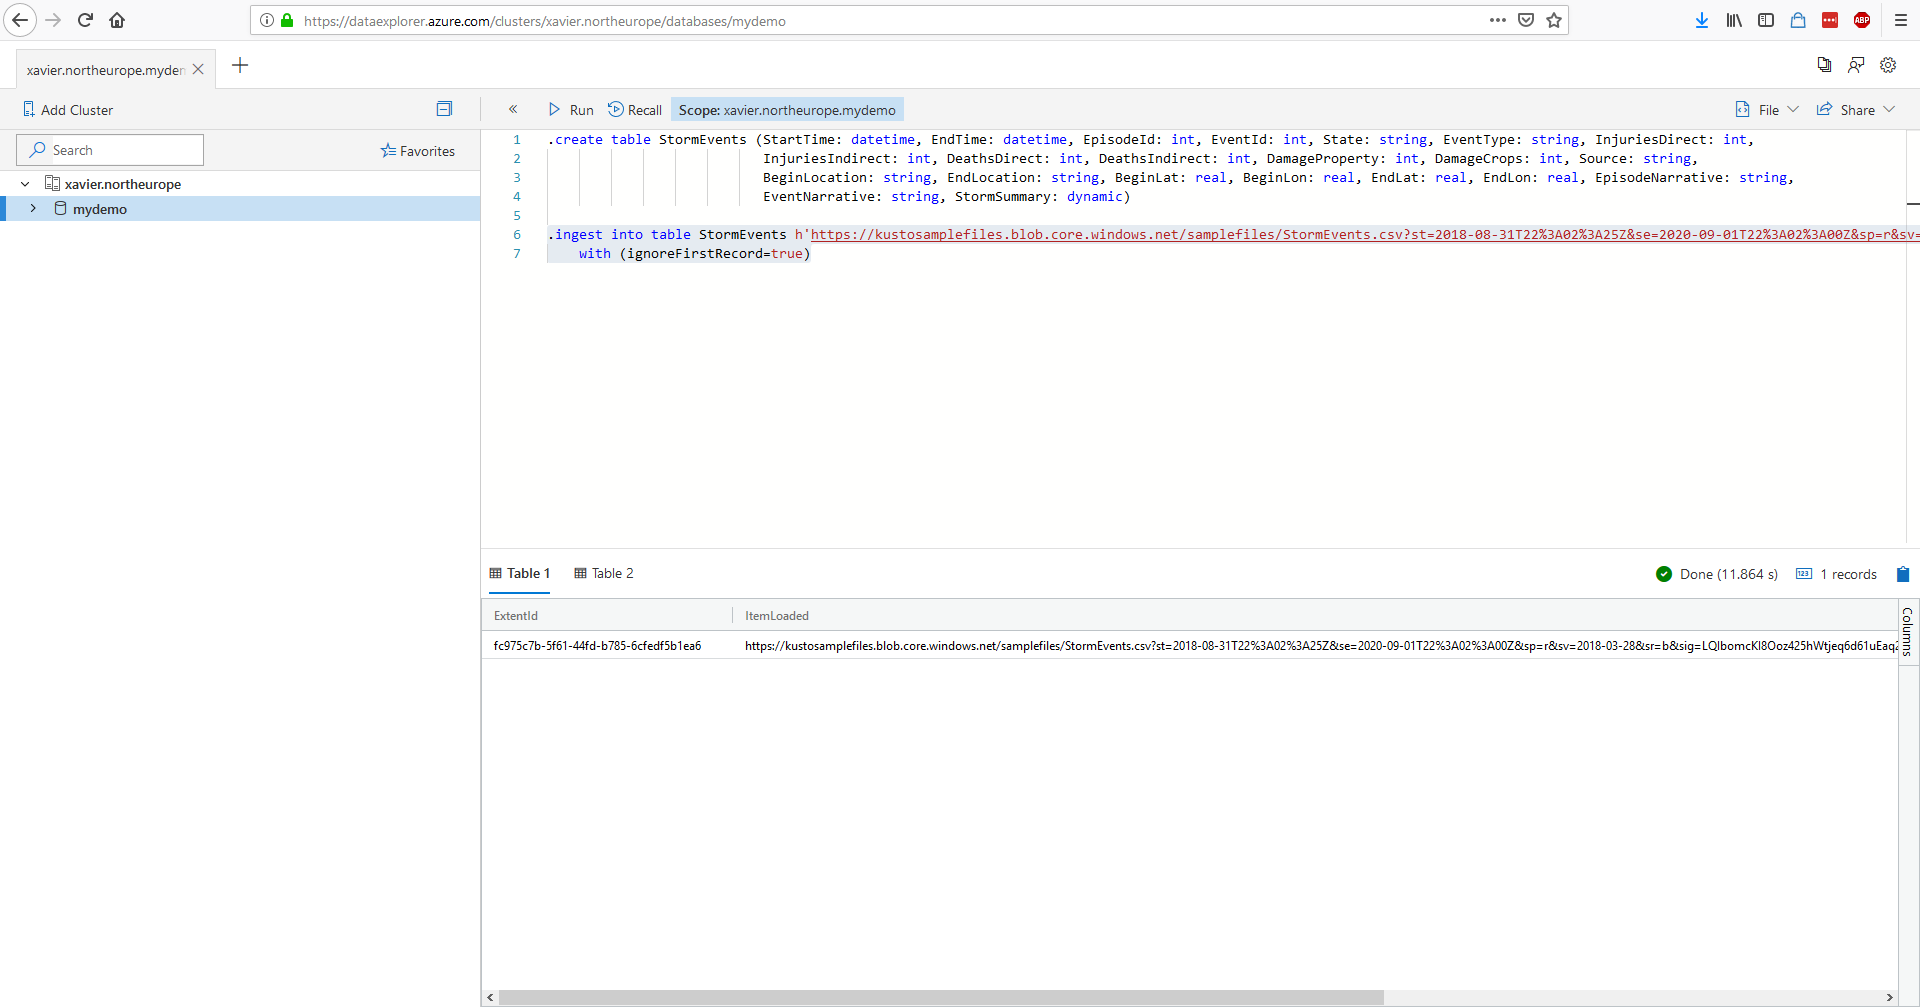 https://dataexplorer.azure.com/clusters/xavier.northeurope/databases/mydemo
ABP
xavier.northeurope.mydem
Add Cluster
Run
Recall
Scope: xavier.northeurope.mydemo
File
Share
Search
Favorites
xavier.northeurope
mydemo
1 .create table StormEvents (StartTime: datetime, EndTime: datetime, EpisodeId: int, EventId: int, State: string, EventType: string, InjuriesDirect: int,
2 InjuriesIndirect: int, DeathsDirect: int, DeathsIndirect: int, DamageProperty: int, DamageCrops: int, Source: string,
3 BeginLocation: string, EndLocation: string, BeginLat: real, BeginLon: real, EndLat: real, EndLon: real, EpisodeNarrative: string,
4 EventNarrative: string, StormSummary: dynamic)
5
6 .ingest into table StormEvents h'https://kustosamplefiles.blob.core.windows.net/samplefiles/StormEvents.csv?st=2018-08-31T22%3A02%3A25Z&se=2020-09-01T22%3A02%3A00Z&sp=r&sv=
7 with (ignoreFirstRecord=true)
Table 1
Table 2
Done (11.864 s)
123
1 records
ExtentId
ItemLoaded
Columns
fc975c7b-5f61-44fd-b785-6cfedf5b1ea6
https://kustosamplefiles.blob.core.windows.net/samplefiles/StormEvents.csv?st=2018-08-31T22%3A02%3A25Z&se=2020-09-01T22%3A02%3A00Z&sp=r&sv=2018-03-28&sr=b&sig=LQIbomcKI8Ooz425hWtjeq6d61uEaq2